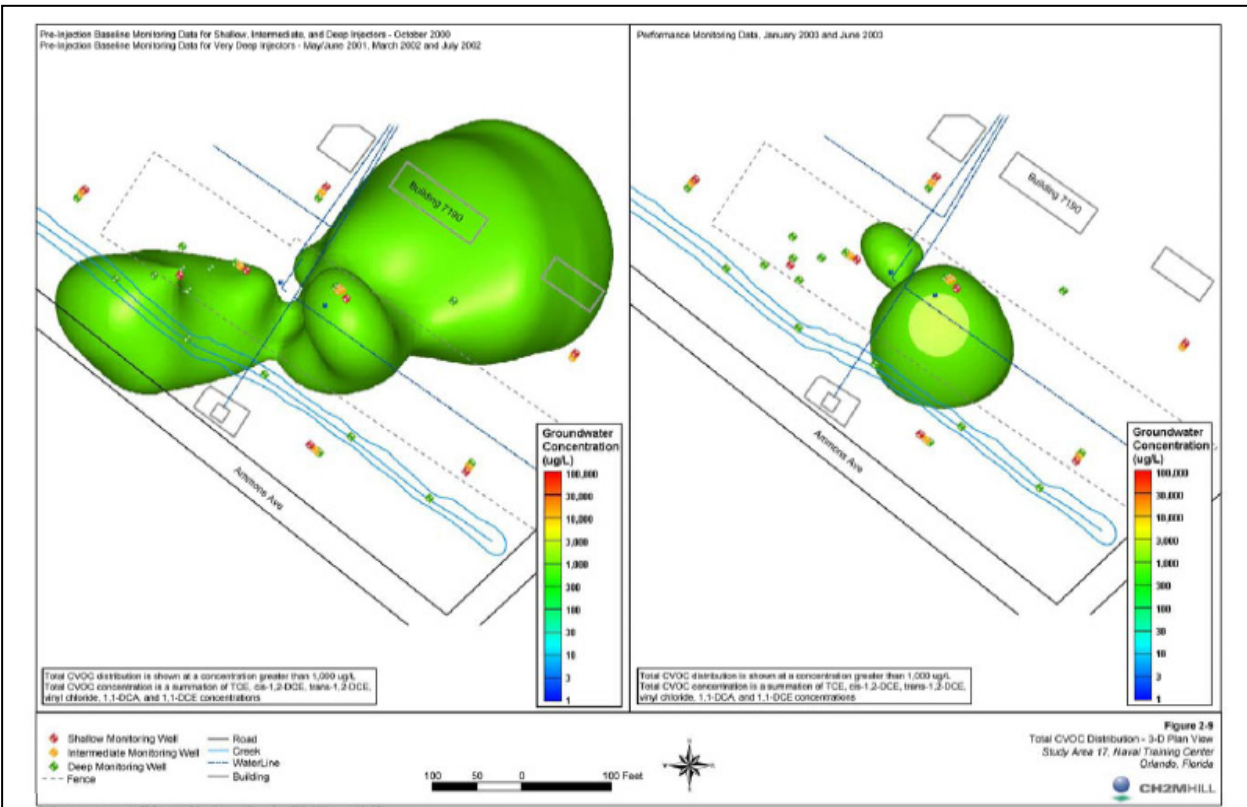 Pre-Injection Baseline Monitoring Data for Shallow, Intermediate, and Deep Injectors - October 2000
Pre-Injection Baseline Monitoring Data for Very Deep Injectors - May/June 2001, March 2002 and July 2002
Building 7190
Ammons Ave
Groundwater
Concentration
(ug/L)
100,000
30,000
10,000
3,000
1,000
300
100
30
10
3
1
Total CVOC distribution is shown at a concentration greater than 1,000 ug/L
Total CVOC concentration is a summation of TCE, cis-1,2-DCE, trans-1,2-DCE,
vinyl chloride, 1,1-DCA, and 1,1-DCE concentrations
Performance Monitoring Data, January 2003 and June 2003
Building 7190
Ammons Ave
Groundwater
Concentration
(ug/L)
100,000
30,000
10,000
3,000
1,000
300
100
30
10
3
1
Total CVOC distribution is shown at a concentration greater than 1,000 ug/L
Total CVOC concentration is a summation of TCE, cis-1,2-DCE, trans-1,2-DCE,
vinyl chloride, 1,1-DCA, and 1,1-DCE concentrations
Shallow Monitoring Well
Intermediate Monitoring Well
Deep Monitoring Well
Fence
Road
Creek
WaterLine
Building
100 50 0 100 Feet
Figure 2-9
Total CVOC Distribution - 3-D Plan View
Study Area 17, Naval Training Center
Orlando, Florida
CH2MHILL